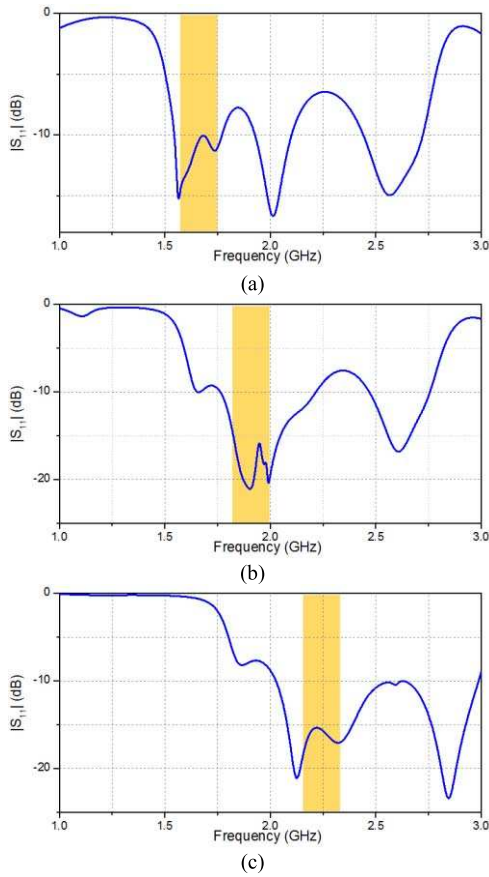 0
-10
|S11| (dB)
1.0 1.5 2.0 2.5 3.0
Frequency (GHz)
(a)
0
-10
-20
|S11| (dB)
1.0 1.5 2.0 2.5 3.0
Frequency (GHz)
(b)
0
-10
-20
|S11| (dB)
1.0 1.5 2.0 2.5 3.0
Frequency (GHz)
(c)